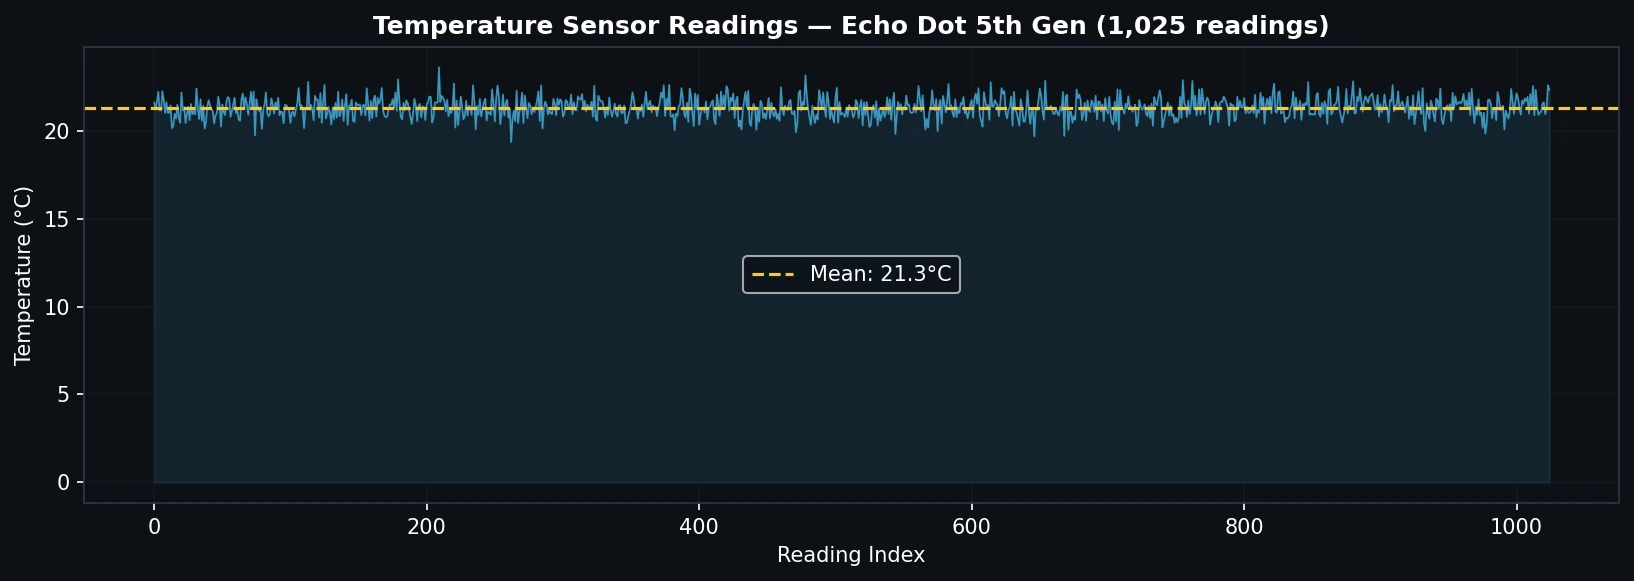 Temperature Sensor Readings — Echo Dot 5th Gen (1,025 readings)
Temperature (°C)
20
15
10
5
0
Mean: 21.3°C
0 200 400 600 800 1000
Reading Index